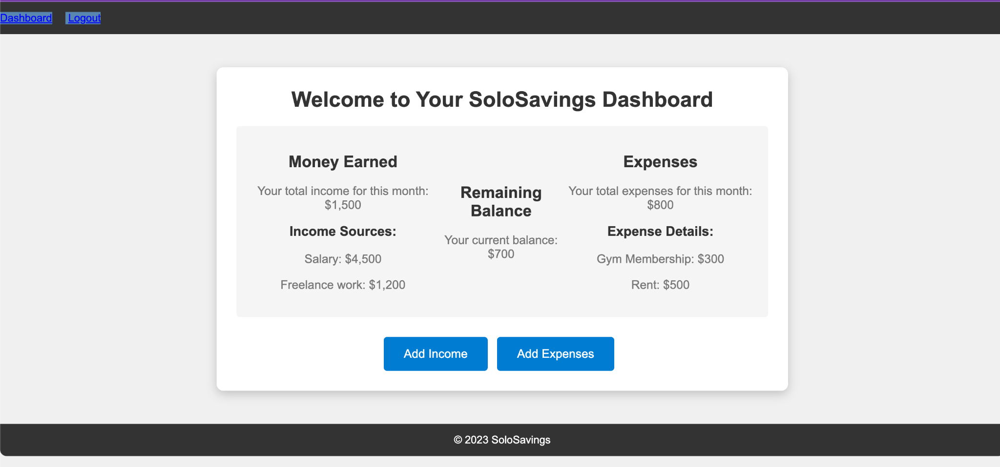 Dashboard Logout
Welcome to Your SoloSavings Dashboard
Money Earned
Your total income for this month:
$1,500
Income Sources:
Salary: $4,500
Freelance work: $1,200
Remaining
Balance
Your current balance:
$700
Expenses
Your total expenses for this month:
$800
Expense Details:
Gym Membership: $300
Rent: $500
Add Income
Add Expenses
© 2023 SoloSavings